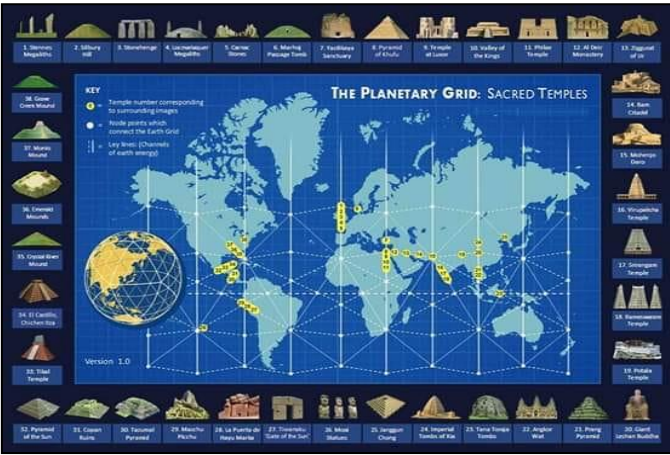 1. Stenness
Megaliths
2. Silbury
Hill
3. Stonehenge
4. Locmariaquer
Megaliths
5. Carnac
Stones
Passage Tomb
7. Yazilikaya
Sanctuary
8. Pyramid
of Khufu
9. Temple
at Luxor
10. Valley of
the Kings
11. Philae
Temple
12. Al Deir
Monastery
13. Ziggurat
of Ur
38. Goose
Creek Mound
37. Monks
Mound
36. Emerald
Mounds
35. Crystal River
Mound
34. El Castillo,
Chichen Itza
33. Tikal
Temple
KEY
Temple number corresponding
to surrounding images
Node points which
connect the Earth Grid
Ley lines: (Channels
of earth energy)
THE PLANETARY GRID: SACRED TEMPLES
Version 1.0
14. Bam
Citadel
15. Mohenjo-
Daro
16. Virupaksha
Temple
17. Srirangam
Temple
18. Rameswaram
Temple
19. Potala
Temple
32. Pyramid
of the Sun
31. Copan
Ruins
Pyramid
29. Machu
Picchu
28. La Puerta de
Hayu Marka
27. Tiwanaku
'Gate of the Sun'
26. Moai
Statues
25. Janggun
Chong
24. Imperial
Tombs of Xia
23. Tana Toraja
Tombs
22. Angkor
Wat
21. Prang
Pyramid
20. Giant
Leshan Buddha